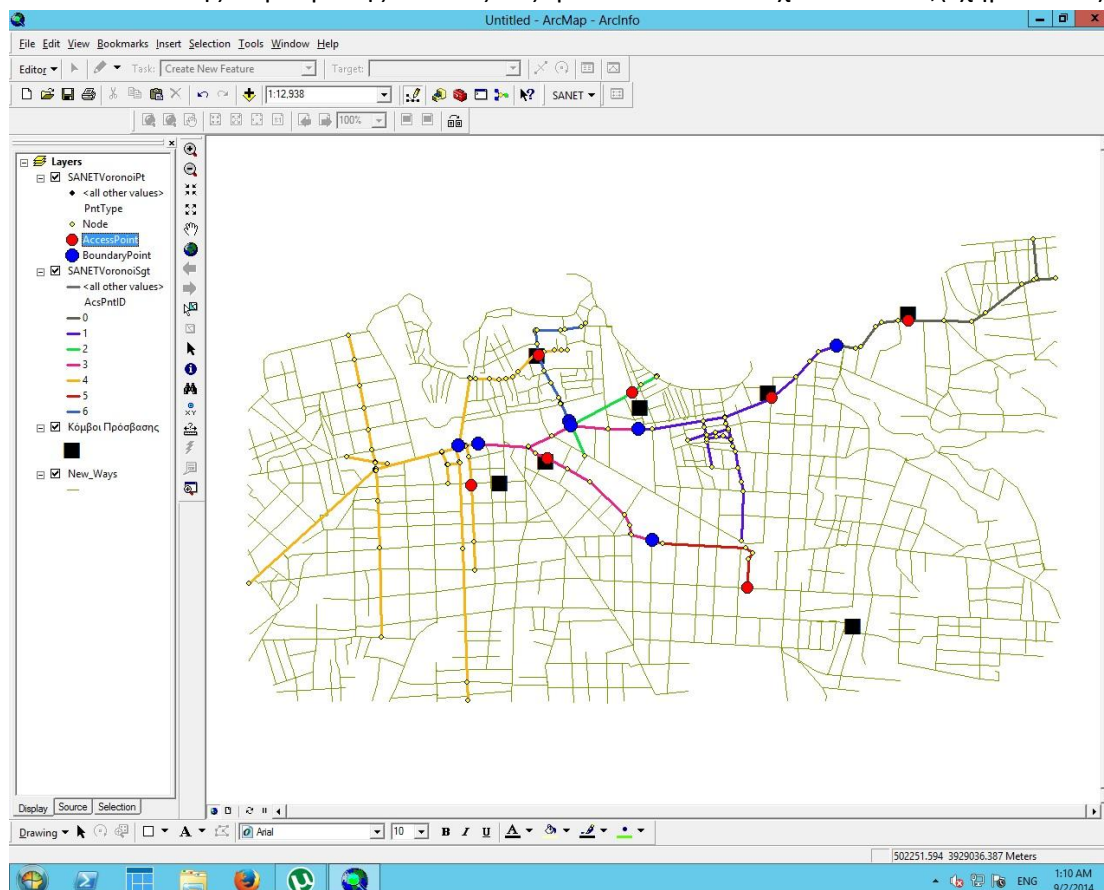 Untitled - ArcMap - ArcInfo
File Edit View Bookmarks Insert Selection Tools Window Help
Editor Task: Create New Feature Target:
1:12,938 SANET
100%
Layers
SANETVoronoiPt
<all other values>
PntType
Node
AccessPoint
BoundaryPoint
SANETVoronoiSgt
<all other values>
AcsPntID
0
1
2
3
4
5
6
Κόμβοι Πρόσβασης
New_Ways
Display Source Selection
Drawing A Arial 10 B I U A
502251.594 3929036.387 Meters
ENG 1:10 AM
9/2/2014